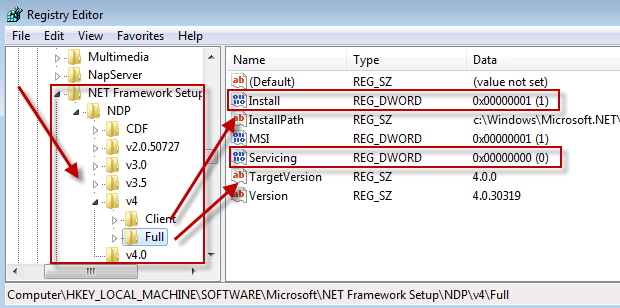 Registry Editor
File Edit View Favorites Help
Multimedia
NapServer
NET Framework Setup
NDP
CDF
v2.0.50727
v3.0
v3.5
v4
Client
Full
v4.0
Name Type Data
(Default) REG_SZ (value not set)
Install REG_DWORD 0x00000001 (1)
InstallPath REG_SZ c:\Windows\Microsoft.NET\
MSI REG_DWORD 0x00000001 (1)
Servicing REG_DWORD 0x00000000 (0)
TargetVersion REG_SZ 4.0.0
Version REG_SZ 4.0.30319
Computer\HKEY_LOCAL_MACHINE\SOFTWARE\Microsoft\NET Framework Setup\NDP\v4\Full